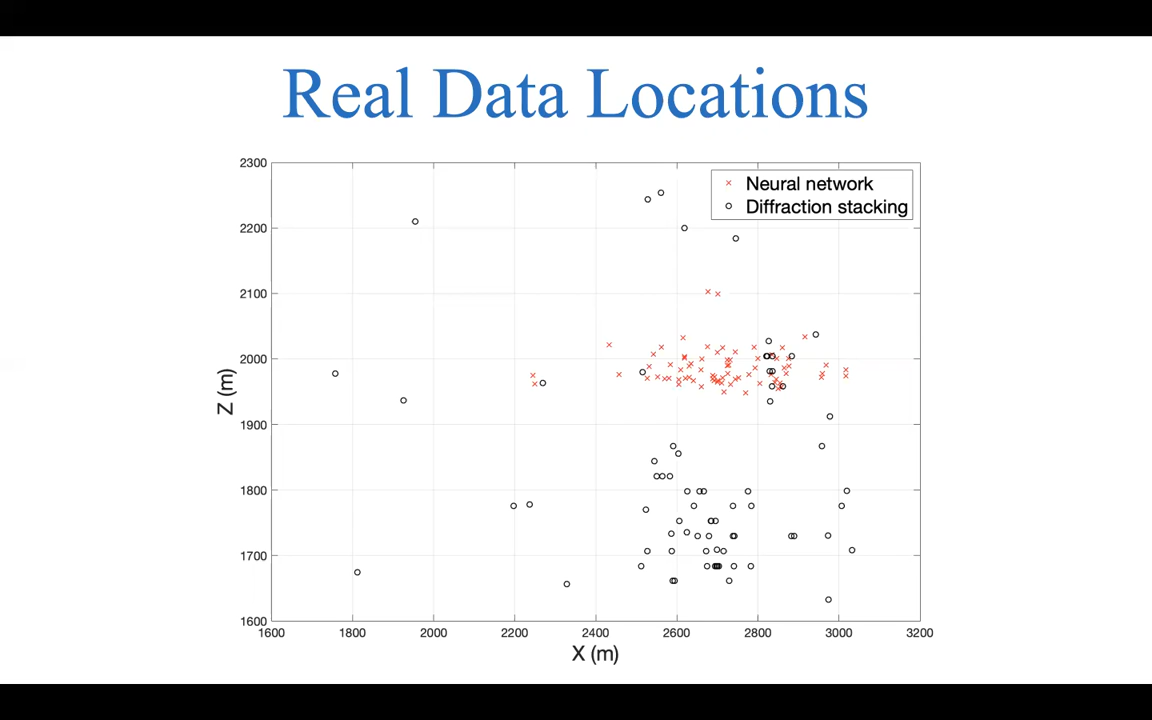 Real Data Locations
2300
2200
2100
2000
1900
1800
1700
1600
Z (m)
Neural network
Diffraction stacking
1600 1800 2000 2200 2400 2600 2800 3000 3200
X (m)